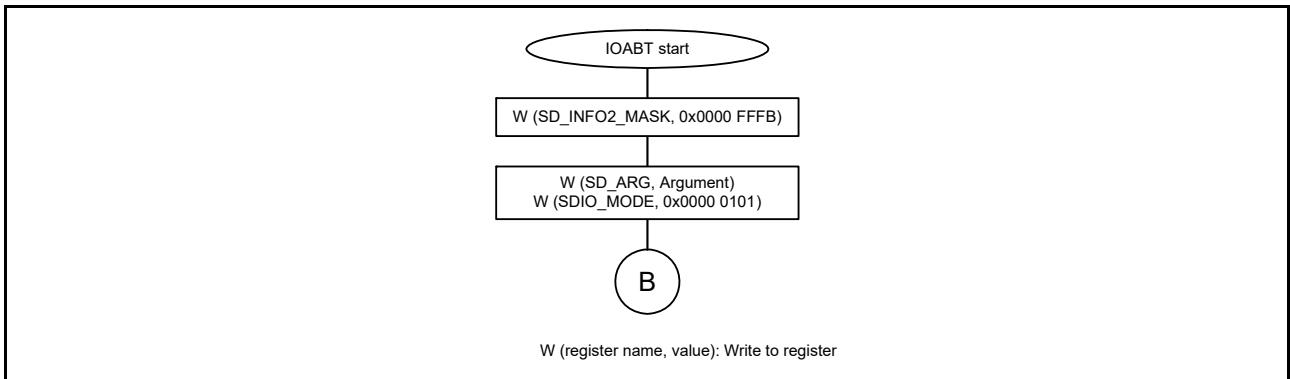 IOABT start
W (SD_INFO2_MASK, 0x0000 FFFB)
W (SD_ARG, Argument)
W (SDIO_MODE, 0x0000 0101)
B
W (register name, value): Write to register